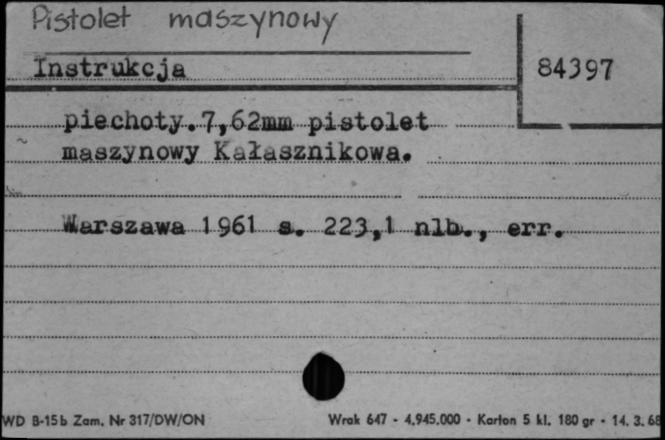 Pistolet maszynowy
Instrukcja
84397
piechoty.7,62mm pistolet
maszynowy Kałasznikowa.
Warszawa 1961 s. 223,1 nlb., err.
WD B-15b Zam. Nr 317/DW/ON
Wrak 647 - 4.945.000 - Karton 5 kl. 180 gr - 14. 3. 68